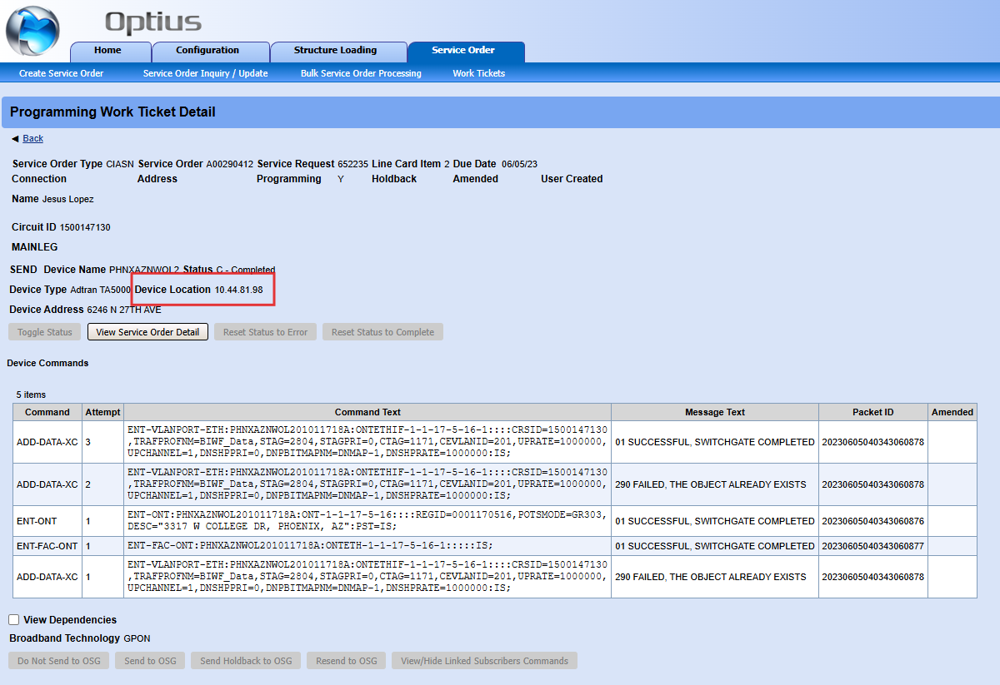 Optius
Home Configuration Structure Loading Service Order
Create Service Order Service Order Inquiry / Update Bulk Service Order Processing Work Tickets
Programming Work Ticket Detail
◄ Back
Service Order Type CIASN Service Order A00290412 Service Request 652235 Line Card Item 2 Due Date 06/05/23
Connection Address Programming Y Holdback Amended User Created
Name Jesus Lopez
Circuit ID 1500147130
MAINLEG
SEND Device Name PHNXAZNWOL2 Status C - Completed
Device Type Adtran TA5000 Device Location 10.44.81.98
Device Address 6246 N 27TH AVE
Toggle Status View Service Order Detail Reset Status to Error Reset Status to Complete
Device Commands
5 items
Command Attempt Command Text Message Text Packet ID Amended
ENT-VLANPORT-ETH:PHNXAZNWOL201011718A:ONTETHIF-1-1-17-5-16-1::::CRSID=1500147130
ADD-DATA-XC 3 ,TRAFPROFNM=BIWF_Data,STAG=2804,STAGPRI=0,CTAG=1171,CEVLANID=201,UPRATE=1000000, 01 SUCCESSFUL, SWITCHGATE COMPLETED 20230605040343060878
UPCHANNEL=1,DNSHPPRI=0,DNPBITMAPNM=DNMAP-1,DNSHPRATE=1000000:IS;
ENT-VLANPORT-ETH:PHNXAZNWOL201011718A:ONTETHIF-1-1-17-5-16-1::::CRSID=1500147130
ADD-DATA-XC 2 ,TRAFPROFNM=BIWF_Data,STAG=2804,STAGPRI=0,CTAG=1171,CEVLANID=201,UPRATE=1000000, 290 FAILED, THE OBJECT ALREADY EXISTS 20230605040343060878
UPCHANNEL=1,DNSHPPRI=0,DNPBITMAPNM=DNMAP-1,DNSHPRATE=1000000:IS;
ENT-ONT 1 ENT-ONT:PHNXAZNWOL201011718A:ONT-1-1-17-5-16::::REGID=0001170516,POTSMODE=GR303, 01 SUCCESSFUL, SWITCHGATE COMPLETED 20230605040343060876
DESC="3317 W COLLEGE DR, PHOENIX, AZ":PST=IS;
ENT-FAC-ONT 1 ENT-FAC-ONT:PHNXAZNWOL201011718A:ONTETH-1-1-17-5-16-1:::::IS; 01 SUCCESSFUL, SWITCHGATE COMPLETED 20230605040343060877
ENT-VLANPORT-ETH:PHNXAZNWOL201011718A:ONTETHIF-1-1-17-5-16-1::::CRSID=1500147130
ADD-DATA-XC 1 ,TRAFPROFNM=BIWF_Data,STAG=2804,STAGPRI=0,CTAG=1171,CEVLANID=201,UPRATE=1000000, 290 FAILED, THE OBJECT ALREADY EXISTS 20230605040343060878
UPCHANNEL=1,DNSHPPRI=0,DNPBITMAPNM=DNMAP-1,DNSHPRATE=1000000:IS;
View Dependencies
Broadband Technology GPON
Do Not Send to OSG Send to OSG Send Holdback to OSG Resend to OSG View/Hide Linked Subscribers Commands